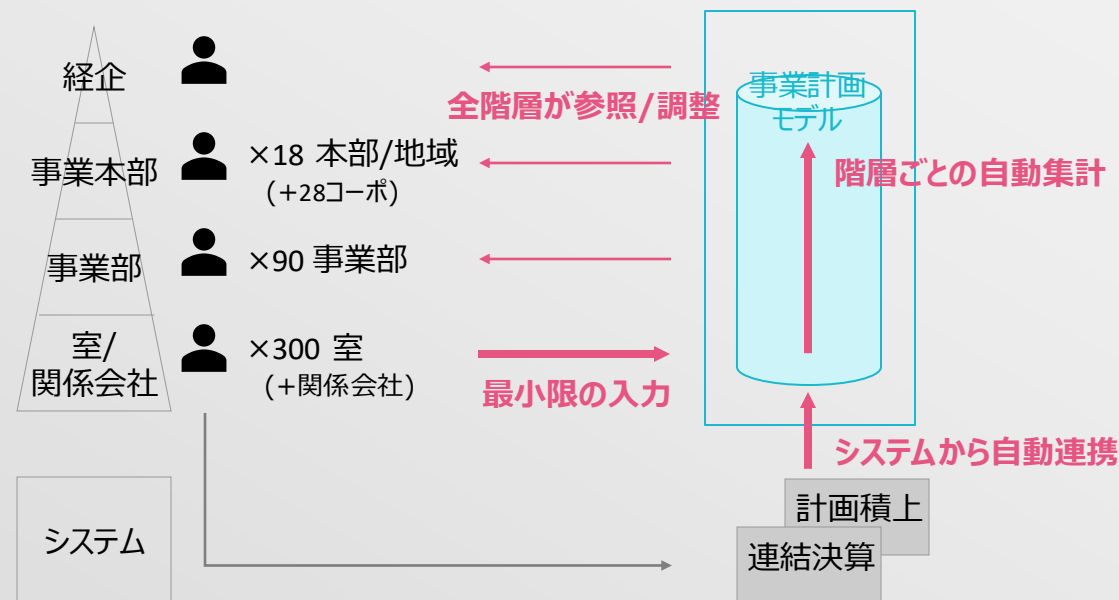 経企
全階層が参照/調整
事業計画
モデル
事業本部
×18 本部/地域
(+28コーポ)
階層ごとの自動集計
事業部
×90 事業部
室/
関係会社
×300 室
(+関係会社)
最小限の入力
システムから自動連携
システム
計画積上
連結決算